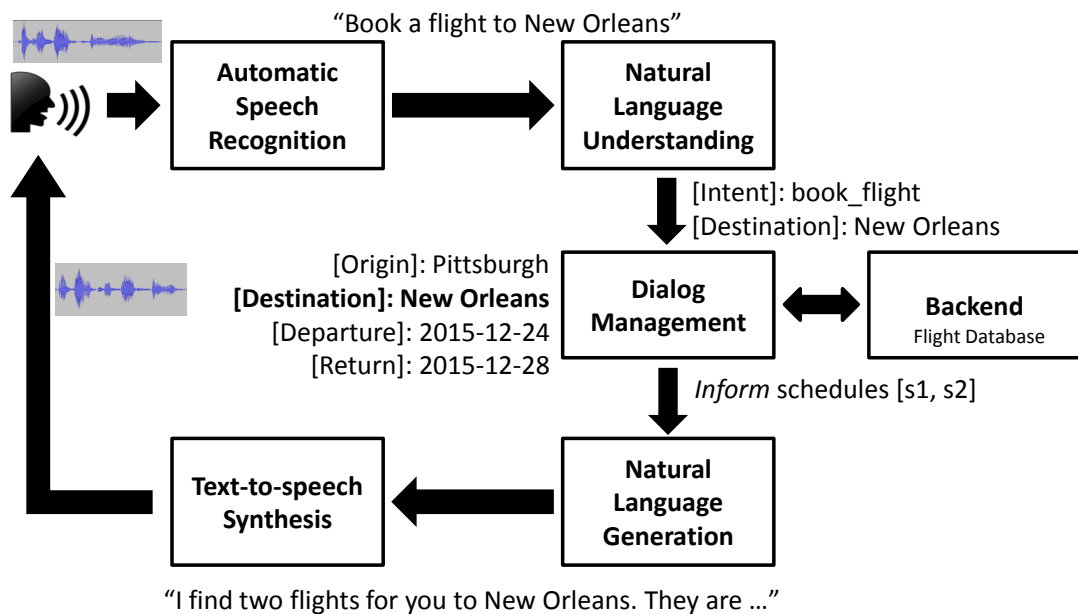 “Book a flight to New Orleans”
Automatic
Speech
Recognition
Natural
Language
Understanding
[Intent]: book_flight
[Destination]: New Orleans
[Origin]: Pittsburgh
[Destination]: New Orleans
[Departure]: 2015-12-24
[Return]: 2015-12-28
Dialog
Management
Backend
Flight Database
Inform schedules [s1, s2]
Natural
Language
Generation
Text-to-speech
Synthesis
“I find two flights for you to New Orleans. They are …”